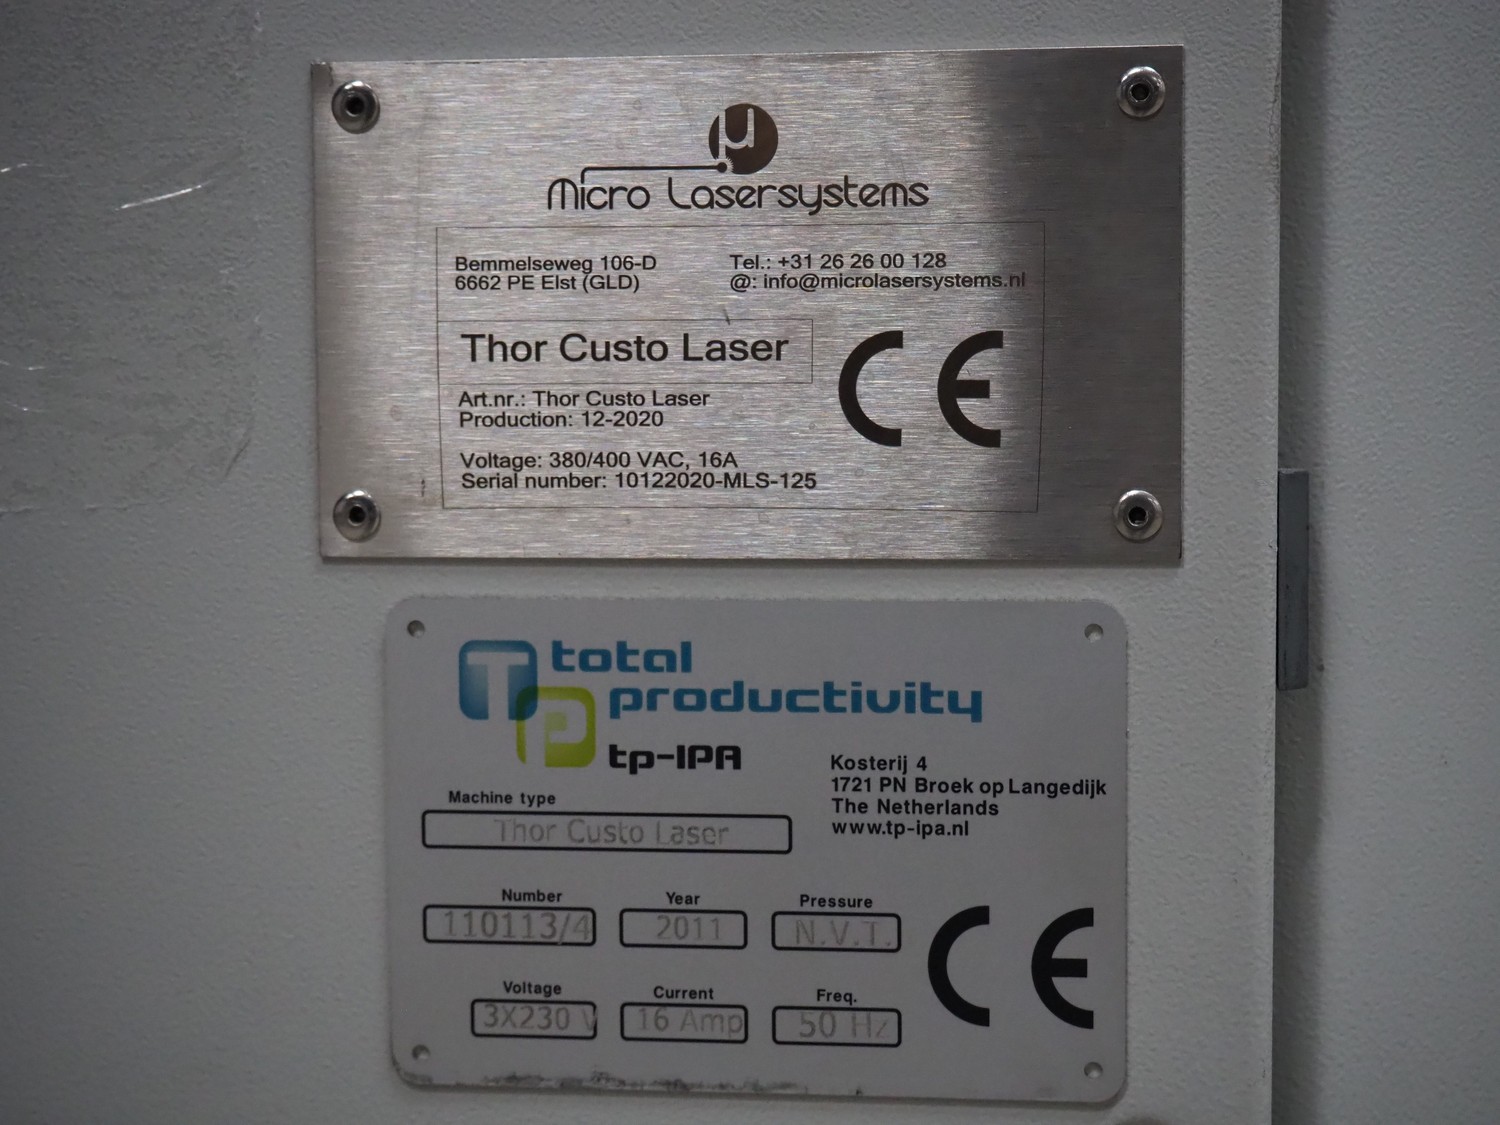 µ
Micro Lasersystems
Bemmelseweg 106-D
6662 PE Elst (GLD)
Tel.: +31 26 26 00 128
@: info@microlasersystems.nl
Thor Custo Laser
Art.nr.: Thor Custo Laser
Production: 12-2020
Voltage: 380/400 VAC, 16A
Serial number: 10122020-MLS-125
CE
TP
total
productivity
tp-IPA
Kosterij 4
1721 PN Broek op Langedijk
The Netherlands
www.tp-ipa.nl
Machine type
Thor Custo Laser
Number Year Pressure
110113/4 2011 N.V.T.
Voltage Current Freq.
3X230 V 16 Amp 50 Hz
CE